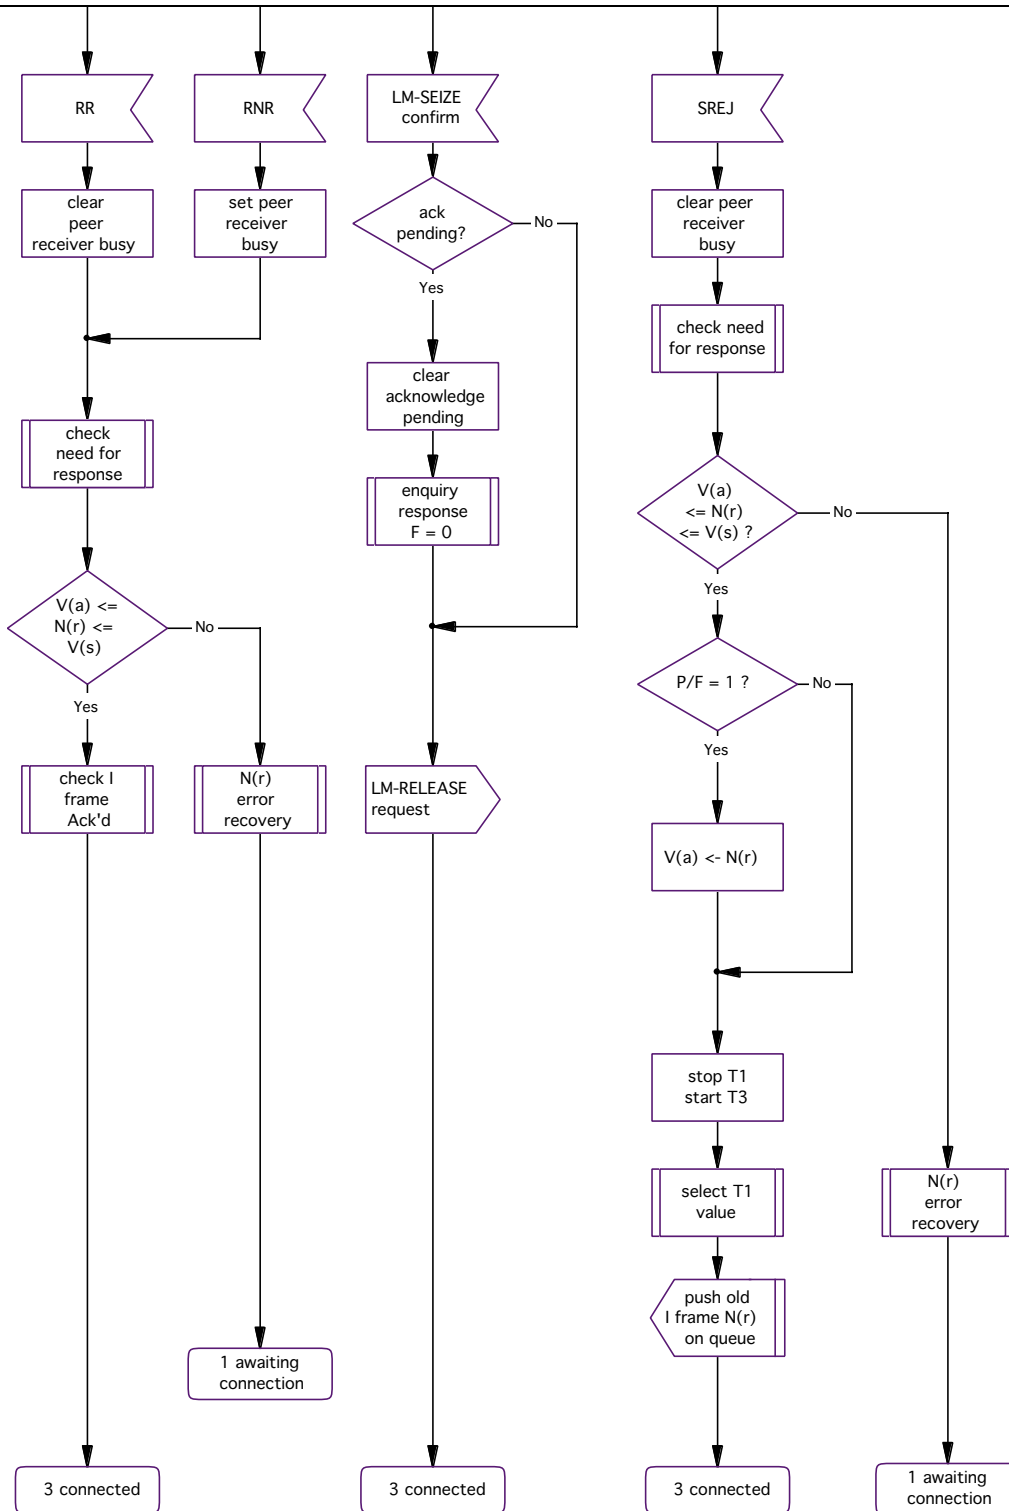 RR
clear
peer
receiver busy
check
need for
response
V(a) <=
N(r) <=
V(s)
No
Yes
check I
frame
Ack'd
3 connected
RNR
set peer
receiver
busy
N(r)
error
recovery
1 awaiting
connection
LM-SEIZE
confirm
ack
pending?
No
Yes
clear
acknowledge
pending
enquiry
response
F = 0
LM-RELEASE
request
3 connected
SREJ
clear peer
receiver
busy
check need
for response
V(a)
<= N(r)
<= V(s) ?
No
Yes
P/F = 1 ?
No
Yes
V(a) <- N(r)
stop T1
start T3
select T1
value
push old
I frame N(r)
on queue
3 connected
N(r)
error
recovery
1 awaiting
connection